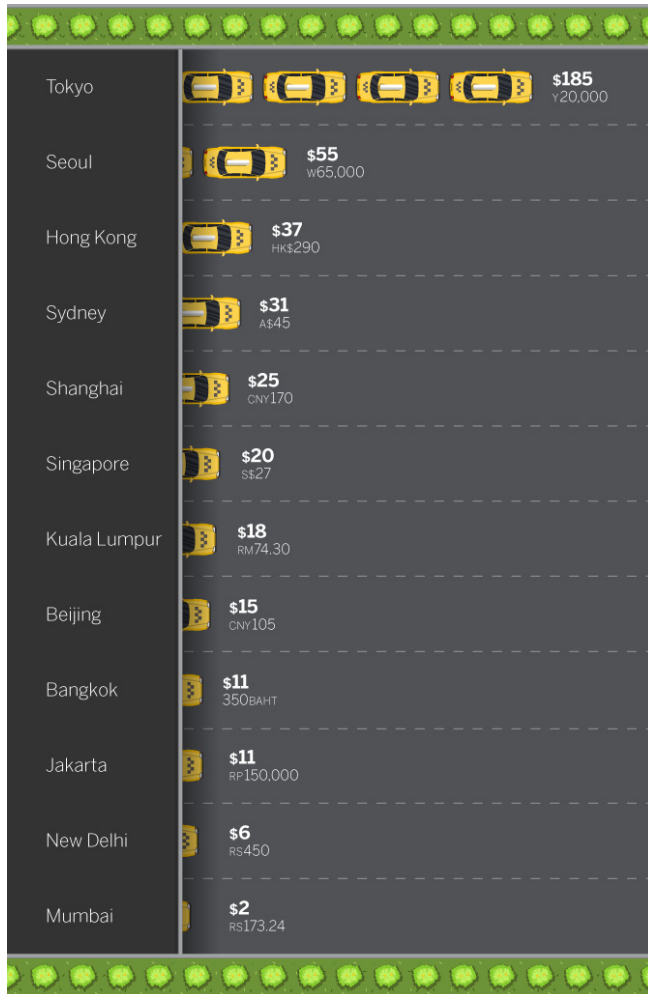 Tokyo
$185
Y20,000
Seoul
$55
W65,000
Hong Kong
$37
HK$290
Sydney
$31
A$45
Shanghai
$25
CNY170
Singapore
$20
S$27
Kuala Lumpur
$18
RM74.30
Beijing
$15
CNY105
Bangkok
$11
350BAHT
Jakarta
$11
RP150,000
New Delhi
$6
RS450
Mumbai
$2
RS173.24